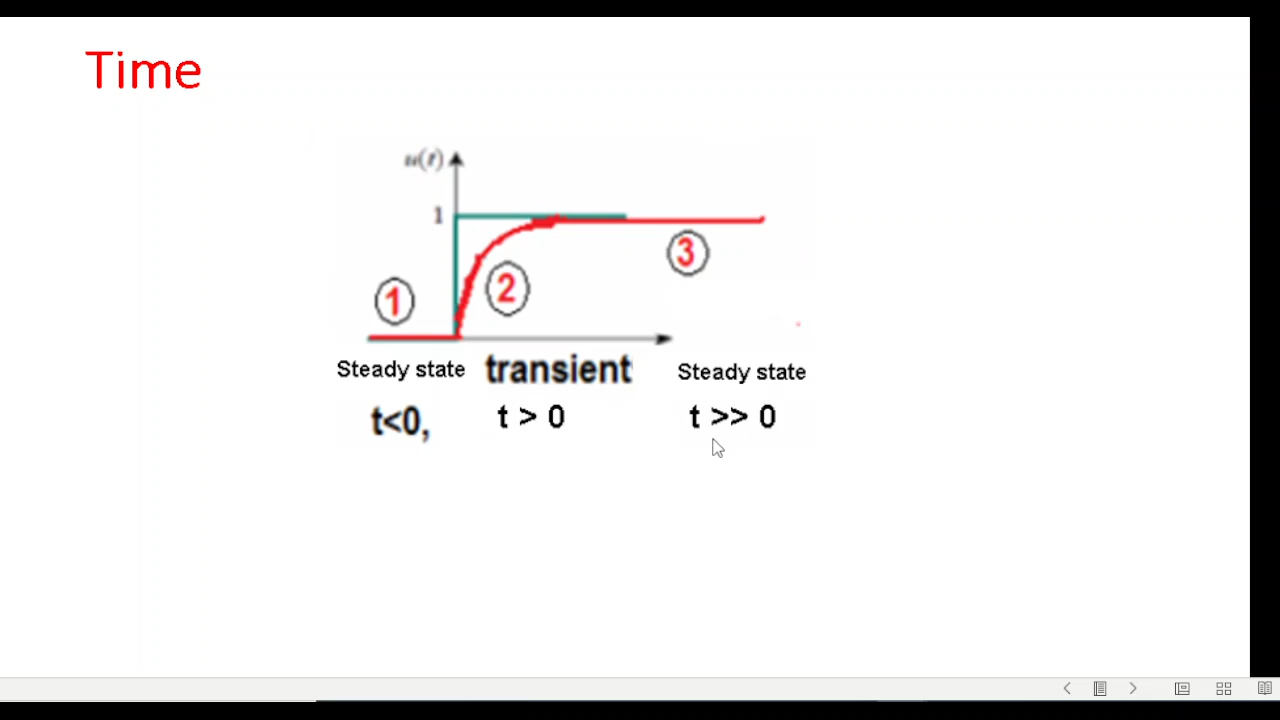 Time
u(t)
1
3
2
1
Steady state transient Steady state
t<0, t > 0 t >> 0